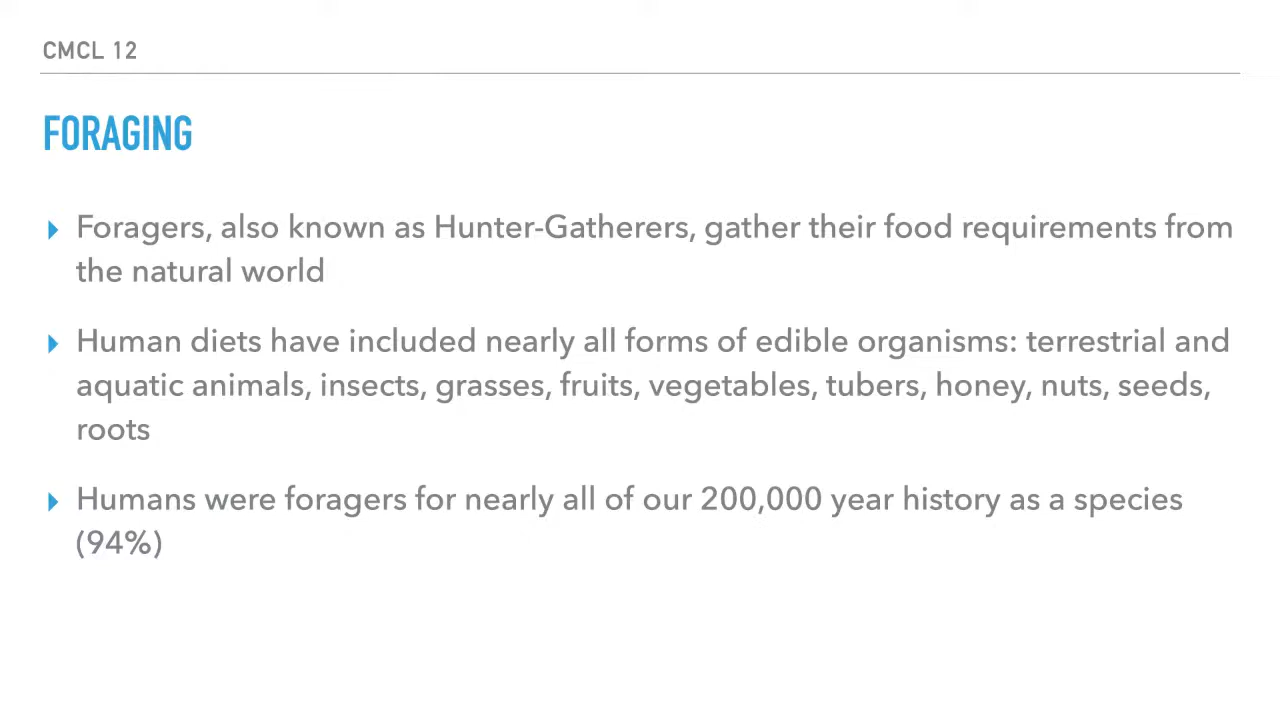 CMCL 12
FORAGING
▸ Foragers, also known as Hunter-Gatherers, gather their food requirements from
the natural world
▸ Human diets have included nearly all forms of edible organisms: terrestrial and
aquatic animals, insects, grasses, fruits, vegetables, tubers, honey, nuts, seeds,
roots
▸ Humans were foragers for nearly all of our 200,000 year history as a species
(94%)